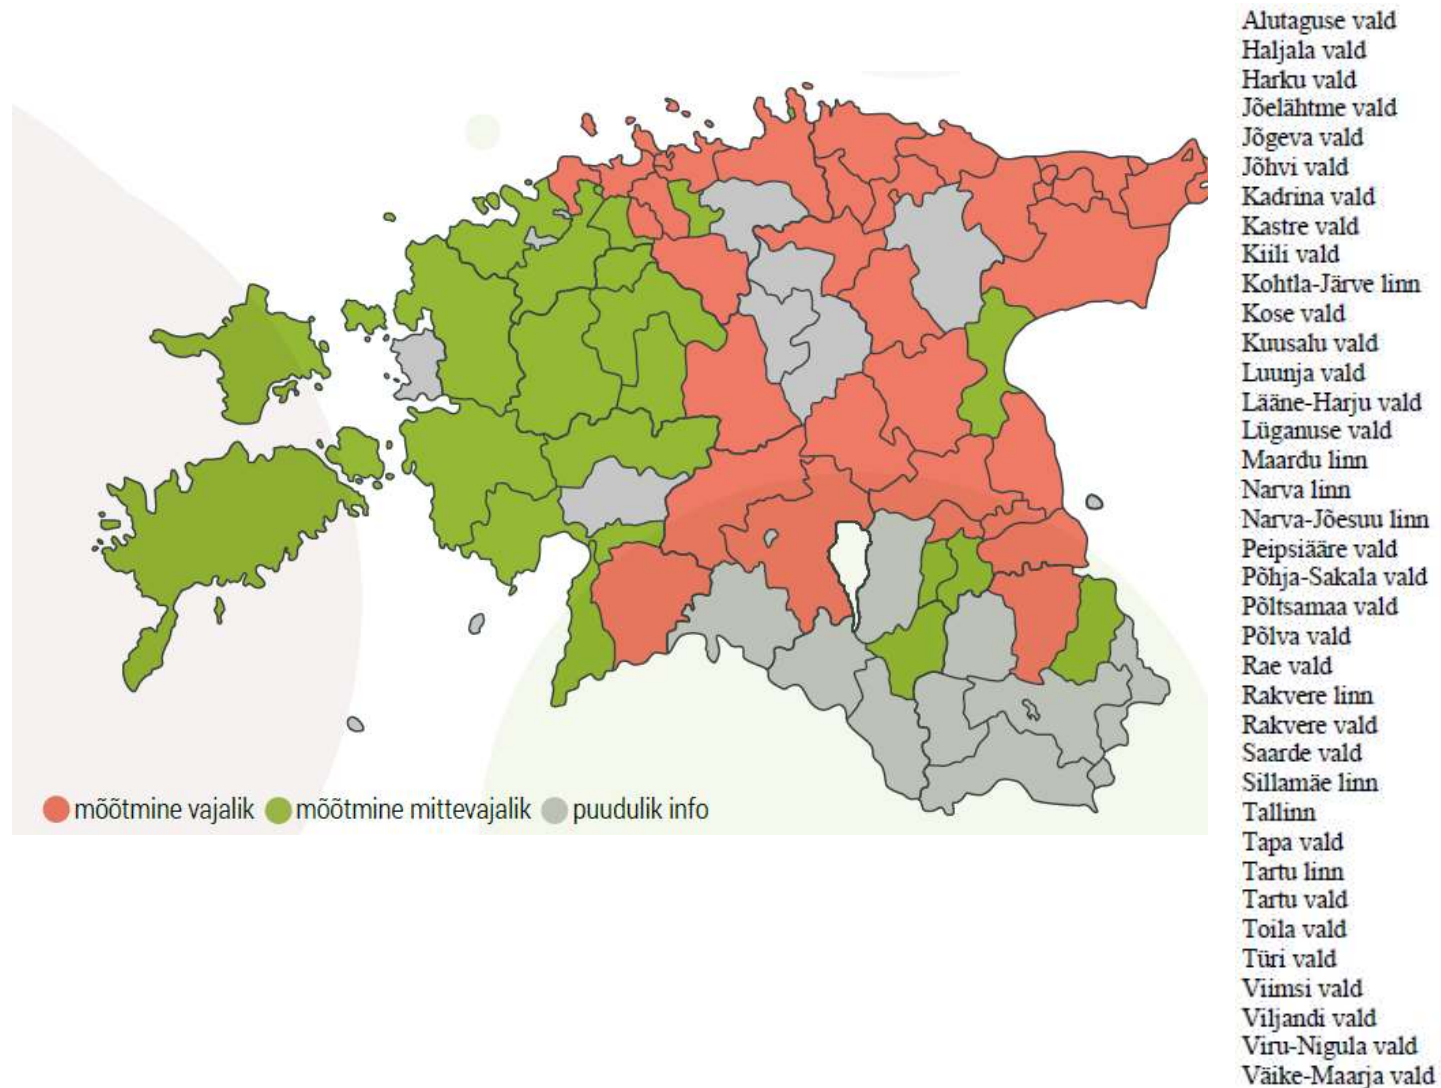 Alutaguse vald
Haljala vald
Harku vald
Jõelähtme vald
Jõgeva vald
Jõhvi vald
Kadrina vald
Kastre vald
Kiili vald
Kohtla-Järve linn
Kose vald
Kuusalu vald
Luunja vald
Lääne-Harju vald
Lüganuse vald
Maardu linn
Narva linn
Narva-Jõesuu linn
Peipsiääre vald
Põhja-Sakala vald
Põltsamaa vald
Põlva vald
Rae vald
Rakvere linn
Rakvere vald
Saarde vald
Sillamäe linn
Tallinn
Tapa vald
Tartu linn
Tartu vald
Toila vald
Türi vald
Viimsi vald
Viljandi vald
Viru-Nigula vald
Väike-Maarja vald
mõõtmine vajalik mõõtmine mittevajalik puudulik info